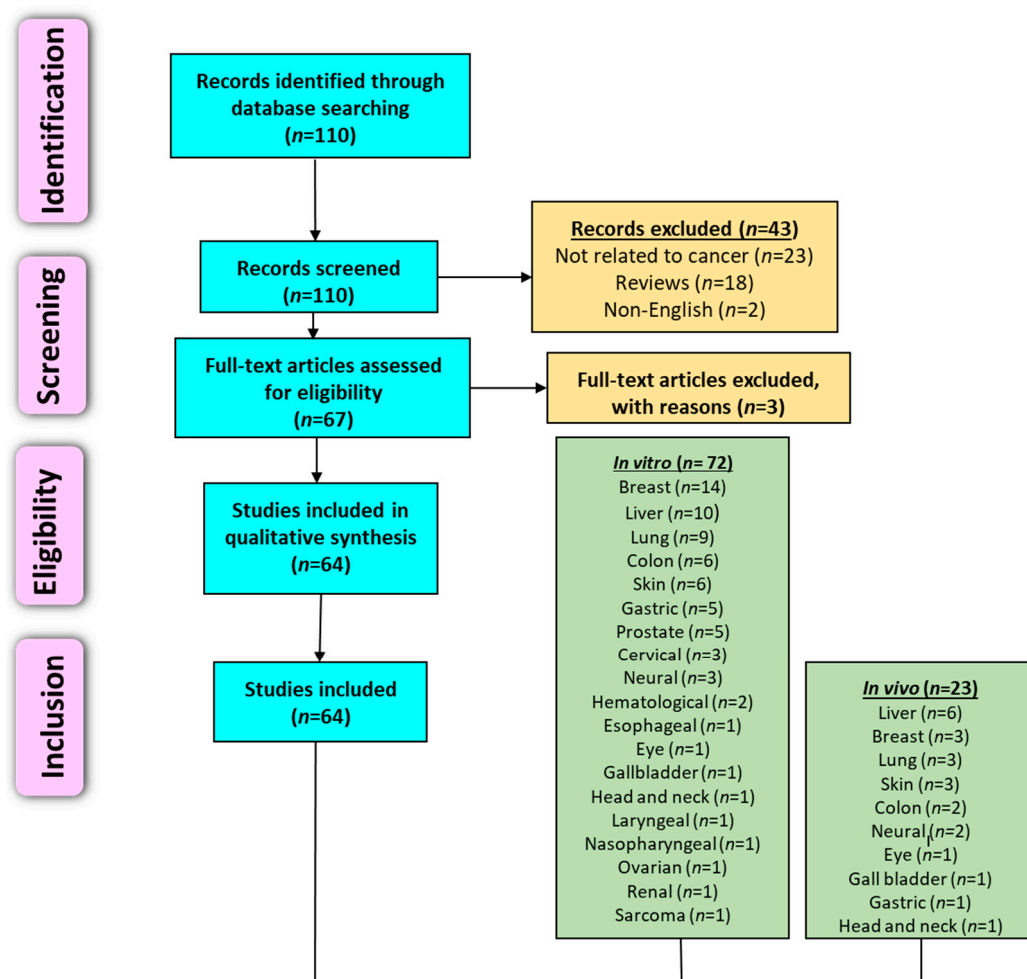 Identification
Records identified through
database searching
(n=110)
Records excluded (n=43)
Not related to cancer (n=23)
Reviews (n=18)
Non-English (n=2)
Screening
Records screened
(n=110)
Full-text articles assessed
for eligibility
(n=67)
Full-text articles excluded,
with reasons (n=3)
Eligibility
Studies included in
qualitative synthesis
(n=64)
In vitro (n= 72)
Breast (n=14)
Liver (n=10)
Lung (n=9)
Colon (n=6)
Skin (n=6)
Gastric (n=5)
Prostate (n=5)
Cervical (n=3)
Neural (n=3)
Hematological (n=2)
Esophageal (n=1)
Eye (n=1)
Gallbladder (n=1)
Head and neck (n=1)
Laryngeal (n=1)
Nasopharyngeal (n=1)
Ovarian (n=1)
Renal (n=1)
Sarcoma (n=1)
Inclusion
Studies included
(n=64)
In vivo (n=23)
Liver (n=6)
Breast (n=3)
Lung (n=3)
Skin (n=3)
Colon (n=2)
Neural (n=2)
Eye (n=1)
Gall bladder (n=1)
Gastric (n=1)
Head and neck (n=1)